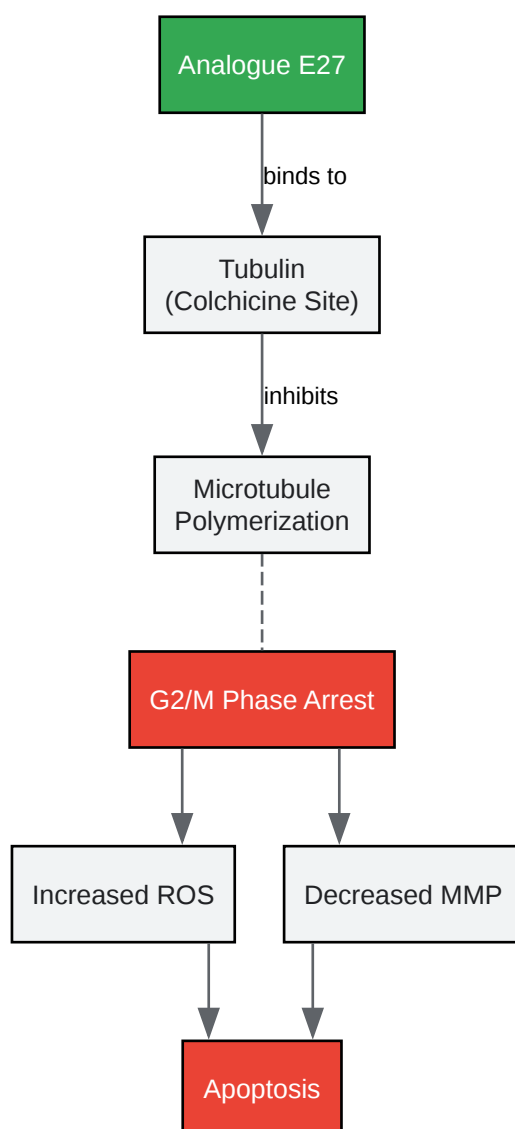 Analogue E27
binds to
Tubulin
(Colchicine Site)
inhibits
Microtubule
Polymerization
G2/M Phase Arrest
Increased ROS
Decreased MMP
Apoptosis